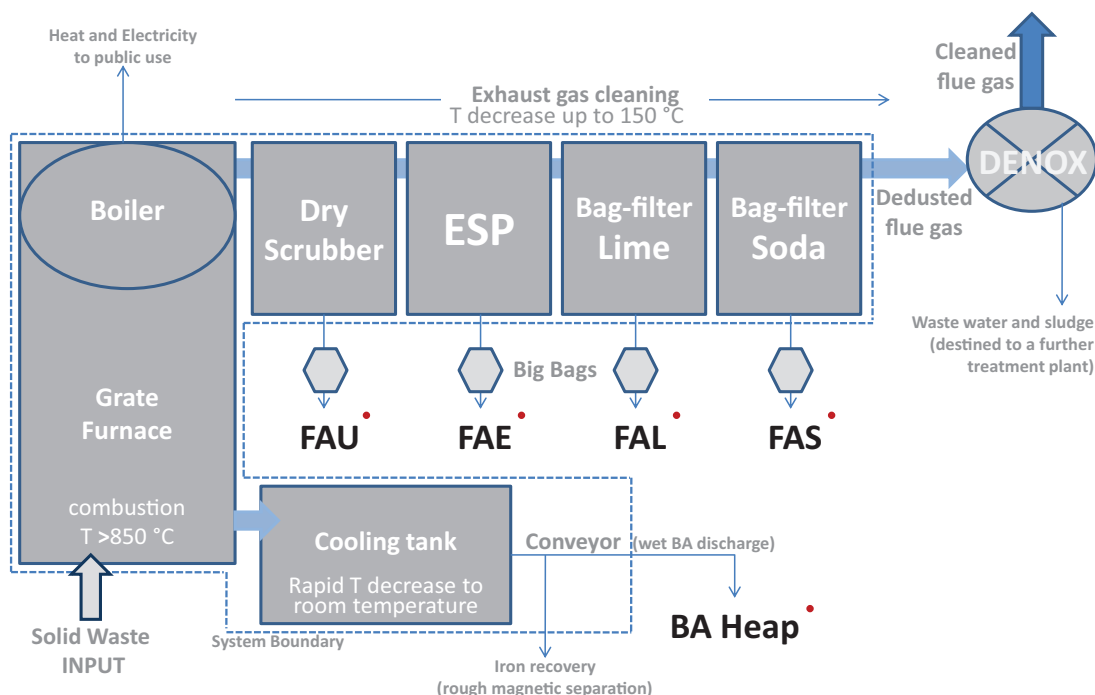 Heat and Electricity
to public use
Exhaust gas cleaning
T decrease up to 150 °C
Cleaned
flue gas
Boiler
Dry
Scrubber
ESP
Bag-filter
Lime
Bag-filter
Soda
DENOX
Dedusted
flue gas
Waste water and sludge
(destined to a further
treatment plant)
Big Bags
Grate
Furnace
FAU
FAE
FAL
FAS
combustion
T >850 °C
Cooling tank
Rapid T decrease to
room temperature
Conveyor (wet BA discharge)
BA Heap
Solid Waste
INPUT
System Boundary
Iron recovery
(rough magnetic separation)